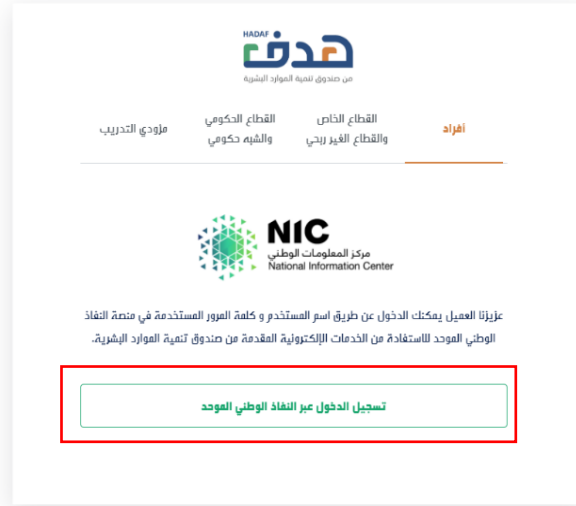 HADAF
هدف
من صندوق تنمية الموارد البشرية
أفراد
القطاع الخاص
والقطاع الغير ربحي
القطاع الحكومي
والشبه حكومي
مزودي التدريب
NIC
مركز المعلومات الوطني
National Information Center
عزيزنا العميل يمكنك الدخول عن طريق اسم المستخدم و كلمة المرور المستخدمة في منصة النفاذ
الوطني الموحد للاستفادة من الخدمات الإلكترونية المقدمة من صندوق تنمية الموارد البشرية.
تسجيل الدخول عبر النفاذ الوطني الموحد